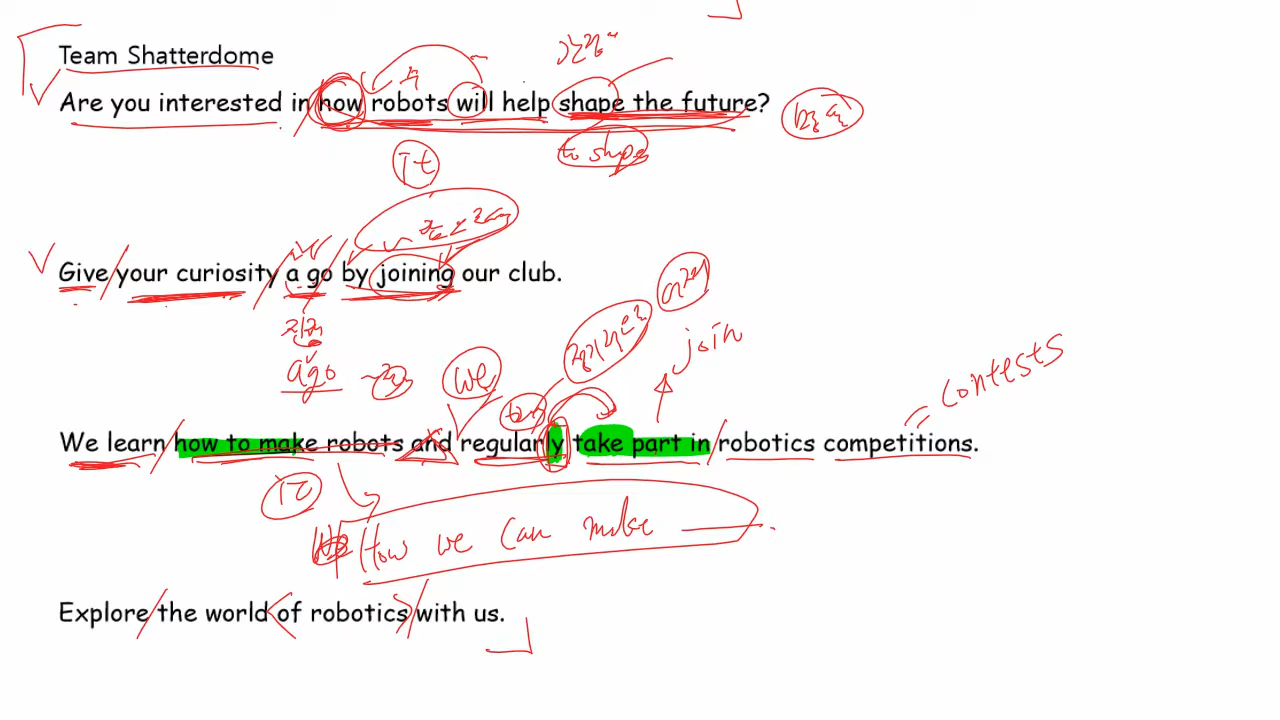 Team Shatterdome
Are you interested in how robots will help shape the future?
to shape
It
Give your curiosity a go by joining our club.
ago
we
join
contests
We learn how to make robots and regularly take part in robotics competitions.
How we can make
Explore the world of robotics with us.